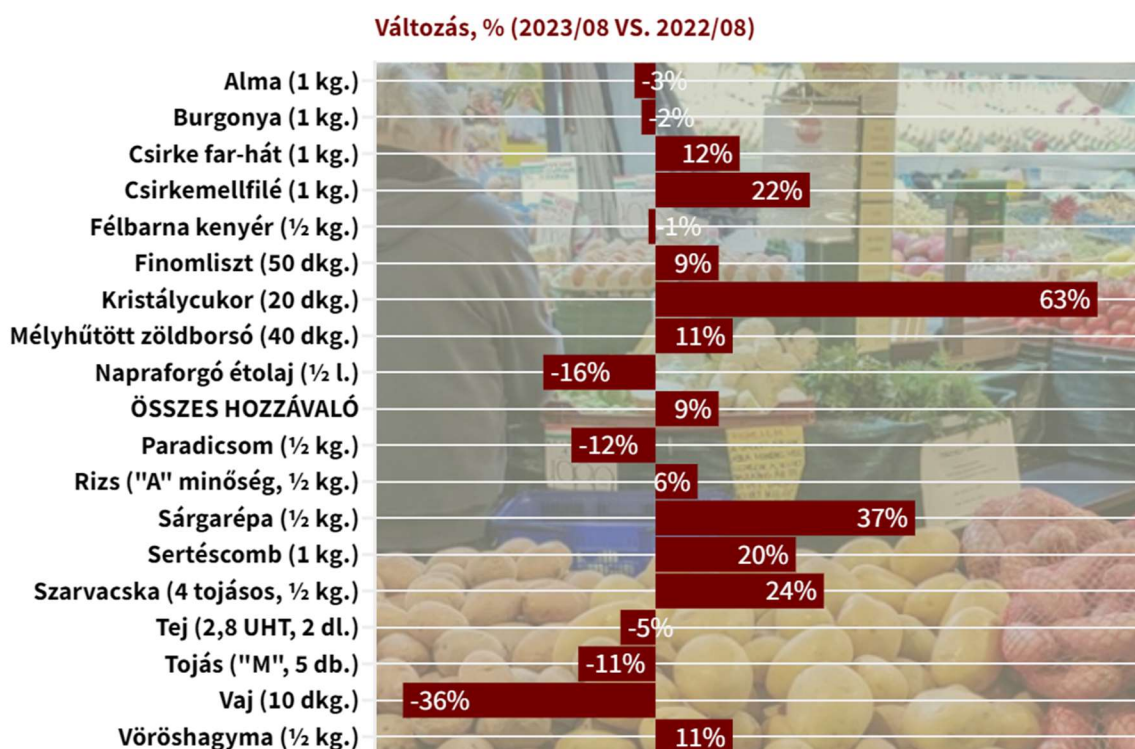 Változás, % (2023/08 VS. 2022/08)
Alma (1 kg.) -3%
Burgonya (1 kg.) -2%
Csirke far-hát (1 kg.) 12%
Csirkemellfilé (1 kg.) 22%
Félbarna kenyér (½ kg.) -1%
Finomliszt (50 dkg.) 9%
Kristálycukor (20 dkg.) 63%
Mélyhűtött zöldborsó (40 dkg.) 11%
Napraforgó étolaj (½ l.) -16%
ÖSSZES HOZZÁVALÓ 9%
Paradicsom (½ kg.) -12%
Rizs ("A" minőség, ½ kg.) 6%
Sárgarépa (½ kg.) 37%
Sertéscomb (1 kg.) 20%
Szarvacska (4 tojásos, ½ kg.) 24%
Tej (2,8 UHT, 2 dl.) -5%
Tojás ("M", 5 db.) -11%
Vaj (10 dkg.) -36%
Vöröshagyma (½ kg.) 11%